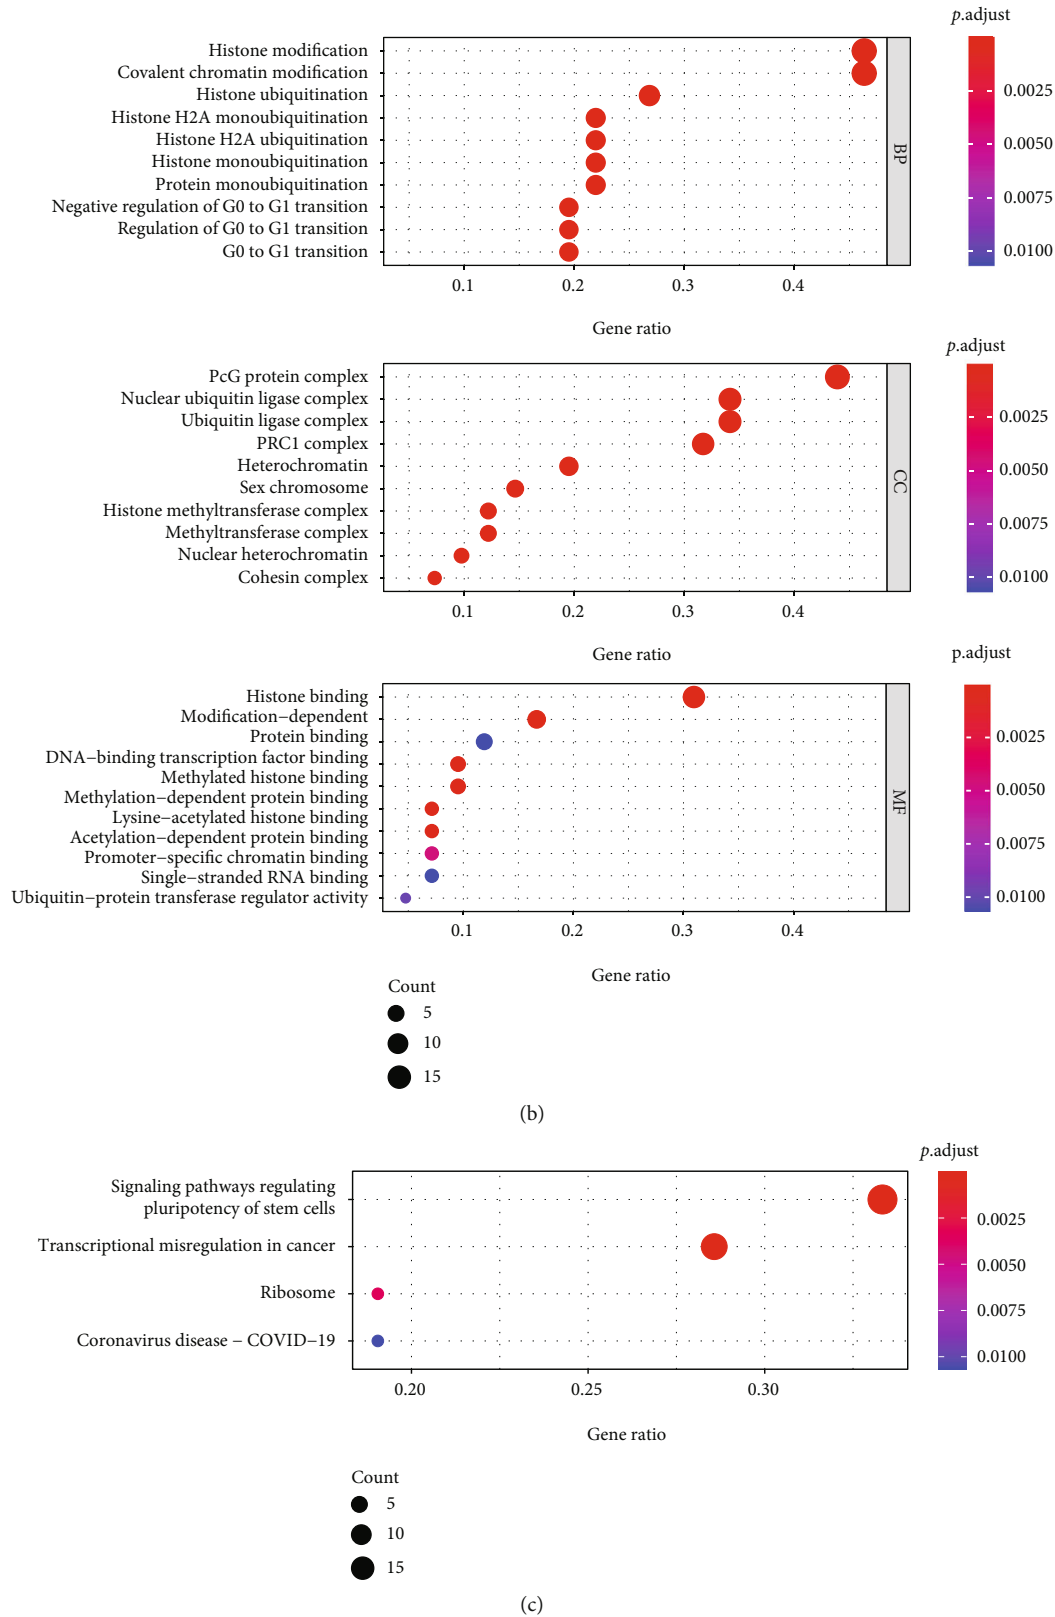 p.adjust
Histone modification
Covalent chromatin modification
Histone ubiquitination
Histone H2A monoubiquitination
Histone H2A ubiquitination
Histone monoubiquitination
Protein monoubiquitination
Negative regulation of G0 to G1 transition
Regulation of G0 to G1 transition
G0 to G1 transition
BP
0.0025
0.0050
0.0075
0.0100
0.1 0.2 0.3 0.4
Gene ratio
p.adjust
PcG protein complex
Nuclear ubiquitin ligase complex
Ubiquitin ligase complex
PRC1 complex
Heterochromatin
Sex chromosome
Histone methyltransferase complex
Methyltransferase complex
Nuclear heterochromatin
Cohesin complex
CC
0.0025
0.0050
0.0075
0.0100
0.1 0.2 0.3 0.4
Gene ratio
p.adjust
Histone binding
Modification−dependent
Protein binding
DNA−binding transcription factor binding
Methylated histone binding
Methylation−dependent protein binding
Lysine−acetylated histone binding
Acetylation−dependent protein binding
Promoter−specific chromatin binding
Single−stranded RNA binding
Ubiquitin−protein transferase regulator activity
MF
0.0025
0.0050
0.0075
0.0100
0.1 0.2 0.3 0.4
Gene ratio
Count
5
10
15
(b)
p.adjust
Signaling pathways regulating
pluripotency of stem cells
Transcriptional misregulation in cancer
Ribosome
Coronavirus disease − COVID−19
0.0025
0.0050
0.0075
0.0100
0.20 0.25 0.30
Gene ratio
Count
5
10
15
(c)